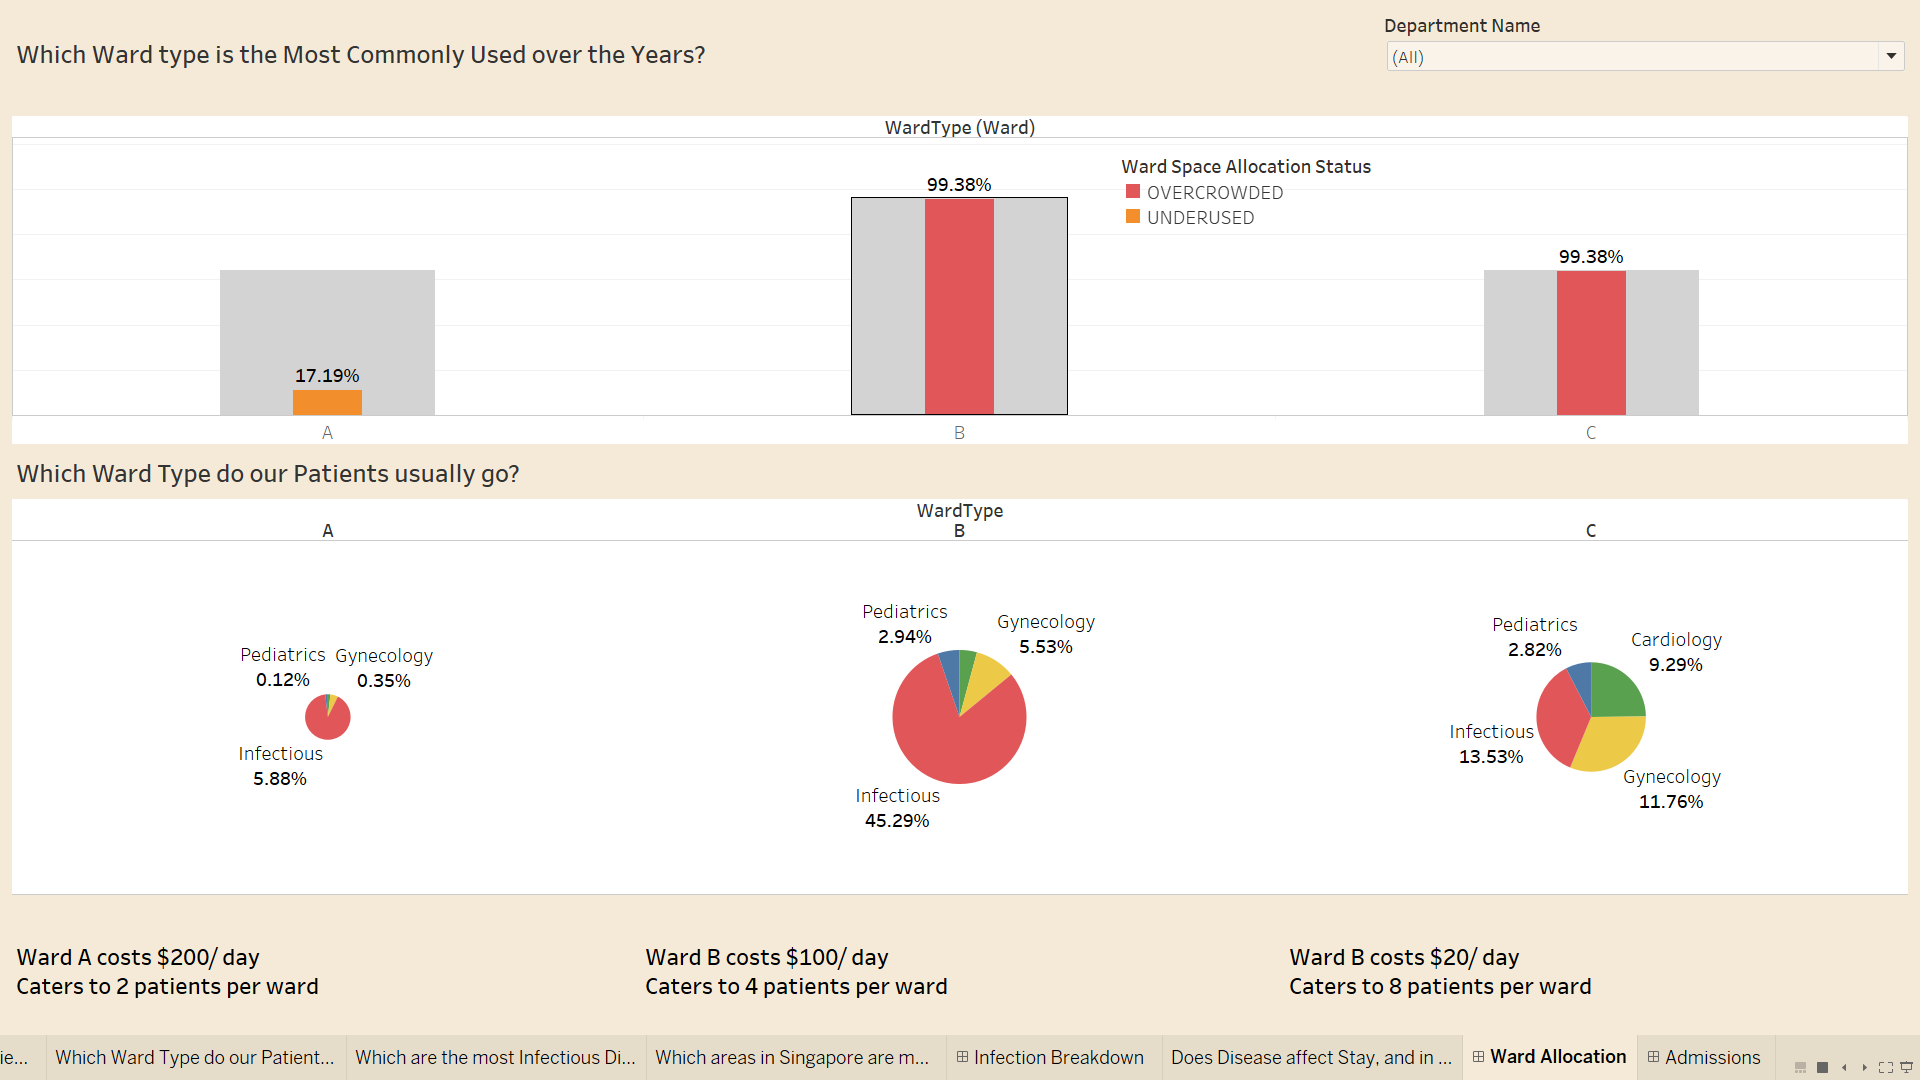 Which Ward type is the Most Commonly Used over the Years?
Department Name
(All)
WardType (Ward)
Ward Space Allocation Status
OVERCROWDED
UNDERUSED
99.38%
99.38%
17.19%
A
B
C
Which Ward Type do our Patients usually go?
WardType
A
B
C
Pediatrics
0.12%
Gynecology
0.35%
Infectious
5.88%
Pediatrics
2.94%
Gynecology
5.53%
Infectious
45.29%
Pediatrics
2.82%
Cardiology
9.29%
Infectious
13.53%
Gynecology
11.76%
Ward A costs $200/ day
Caters to 2 patients per ward
Ward B costs $100/ day
Caters to 4 patients per ward
Ward B costs $20/ day
Caters to 8 patients per ward
ie...
Which Ward Type do our Patient...
Which are the most Infectious Di...
Which areas in Singapore are m...
Infection Breakdown
Does Disease affect Stay, and in ...
Ward Allocation
Admissions